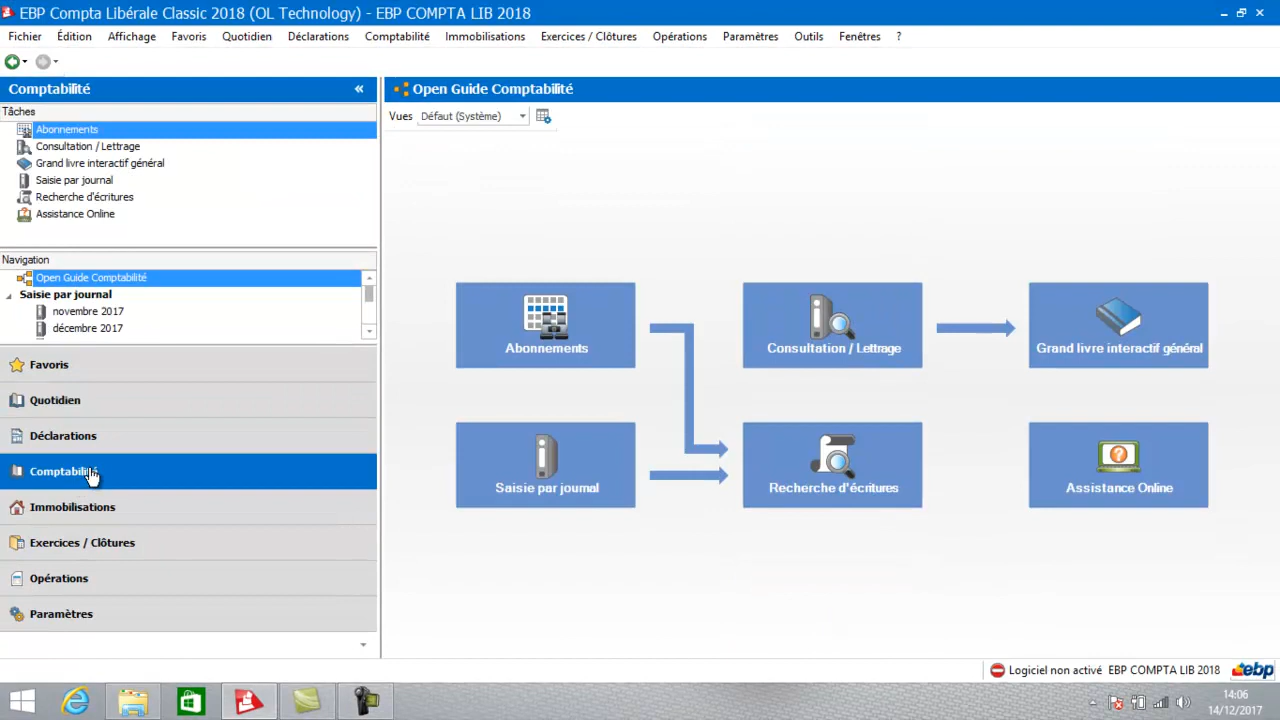 EBP Compta Libérale Classic 2018 (OL Technology) - EBP COMPTA LIB 2018
Fichier Édition Affichage Favoris Quotidien Déclarations Comptabilité Immobilisations Exercices / Clôtures Opérations Paramètres Outils Fenêtres ?
Comptabilité «
Open Guide Comptabilité
Tâches
Vues Défaut (Système)
Abonnements
Consultation / Lettrage
Grand livre interactif général
Saisie par journal
Recherche d'écritures
Assistance Online
Navigation
Open Guide Comptabilité
Saisie par journal
novembre 2017
décembre 2017
Favoris
Quotidien
Déclarations
Comptabilité
Immobilisations
Exercices / Clôtures
Opérations
Paramètres
Abonnements
Consultation / Lettrage
Grand livre interactif général
Saisie par journal
Recherche d'écritures
Assistance Online
Logiciel non activé EBP COMPTA LIB 2018
ebp
14:06
14/12/2017